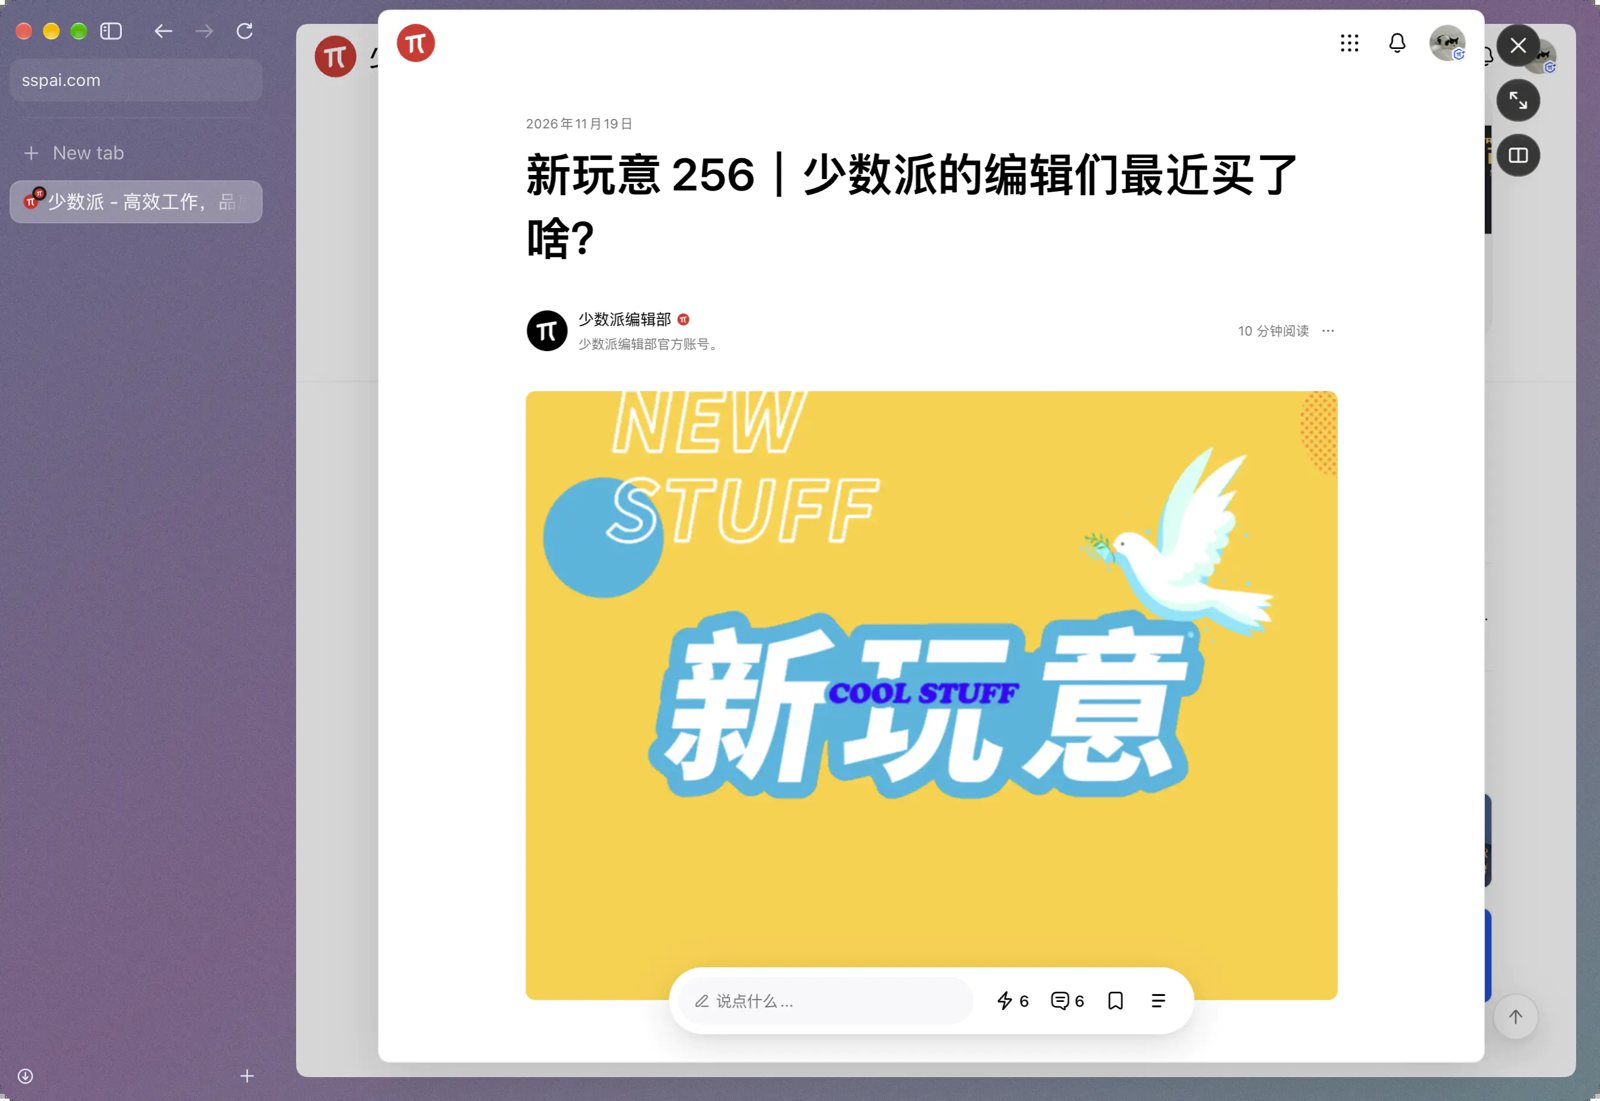 sspai.com
New tab
少数派 - 高效工作，品
2026年11月19日
新玩意 256｜少数派的编辑们最近买了
啥？
少数派编辑部
少数派编辑部官方账号。
10 分钟阅读
NEW
STUFF
新玩意
COOL STUFF
说点什么 ...
6
6